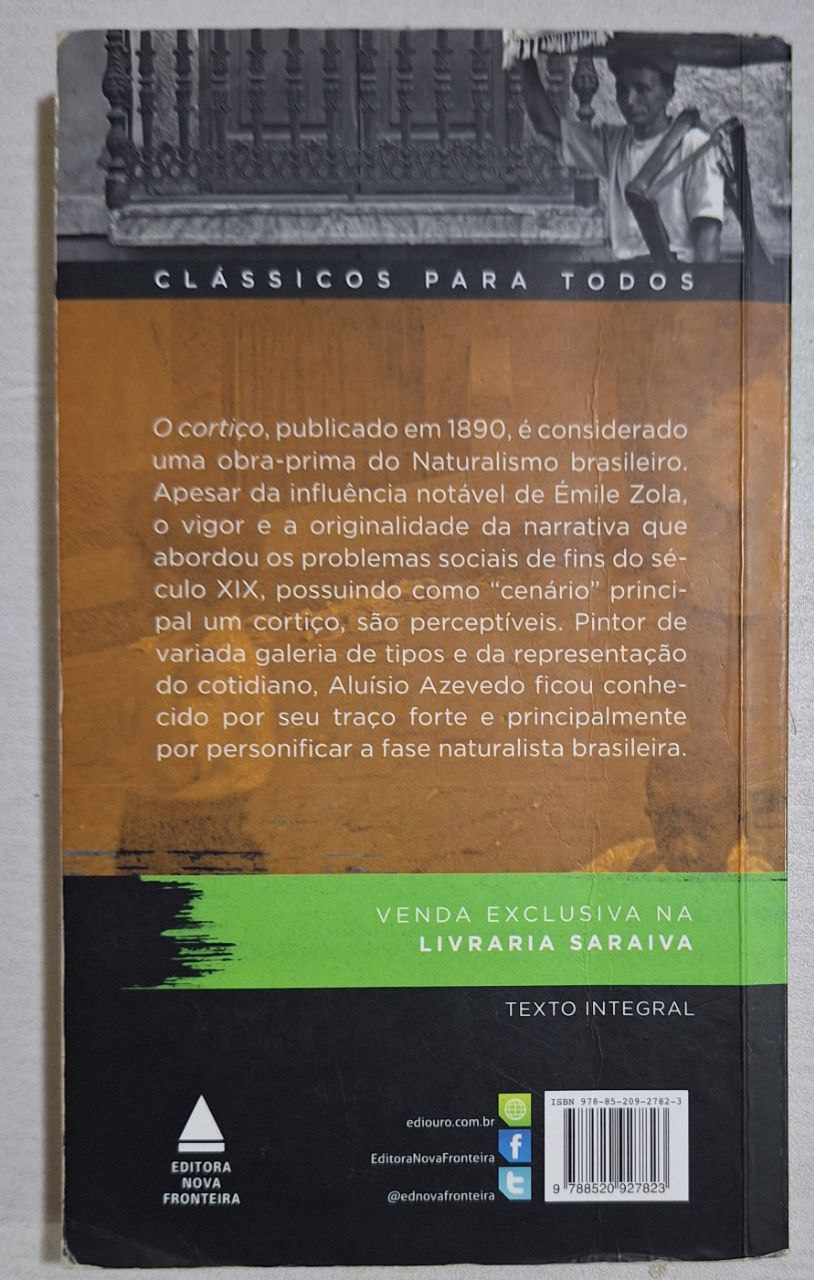 CLÁSSICOS PARA TODOS
O cortiço, publicado em 1890, é considerado
uma obra-prima do Naturalismo brasileiro.
Apesar da influência notável de Émile Zola,
o vigor e a originalidade da narrativa que
abordou os problemas sociais de fins do sé-
culo XIX, possuindo como “cenário” princi-
pal um cortiço, são perceptíveis. Pintor de
variada galeria de tipos e da representação
do cotidiano, Aluísio Azevedo ficou conhe-
cido por seu traço forte e principalmente
por personificar a fase naturalista brasileira.
VENDA EXCLUSIVA NA
LIVRARIA SARAIVA
TEXTO INTEGRAL
EDITORA
NOVA
FRONTEIRA
ediouro.com.br
EditoraNovaFronteira
@ednovafronteira
ISBN 978-85-209-2782-3
9 788520 927823